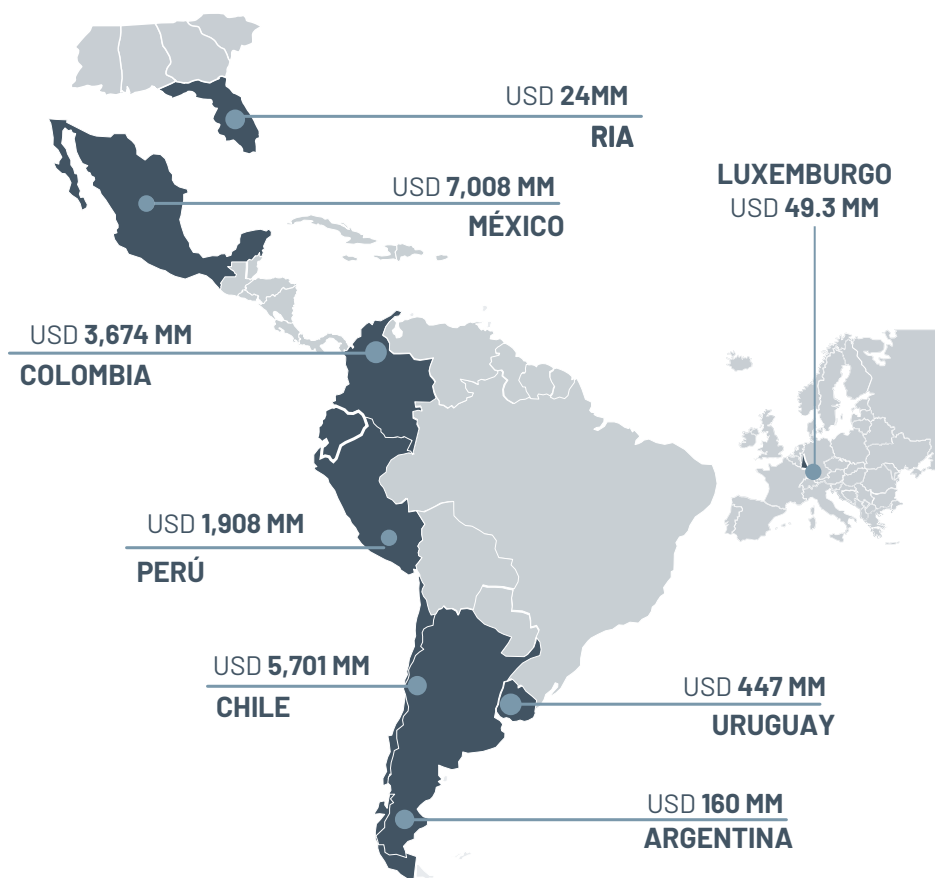 USD 24MM
RIA
USD 7,008 MM
MÉXICO
LUXEMBURGO
USD 49.3 MM
USD 3,674 MM
COLOMBIA
USD 1,908 MM
PERÚ
USD 5,701 MM
CHILE
USD 447 MM
URUGUAY
USD 160 MM
ARGENTINA